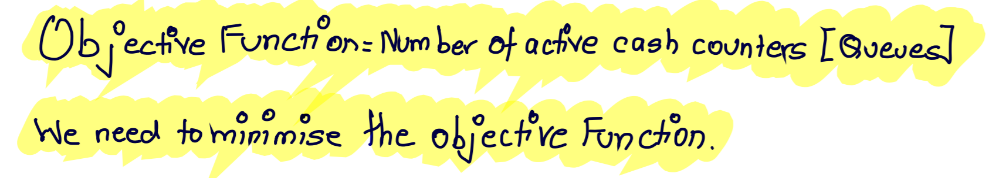 Objective Function = Number of active cash counters [Queues]
We need to minimise the objective Function.